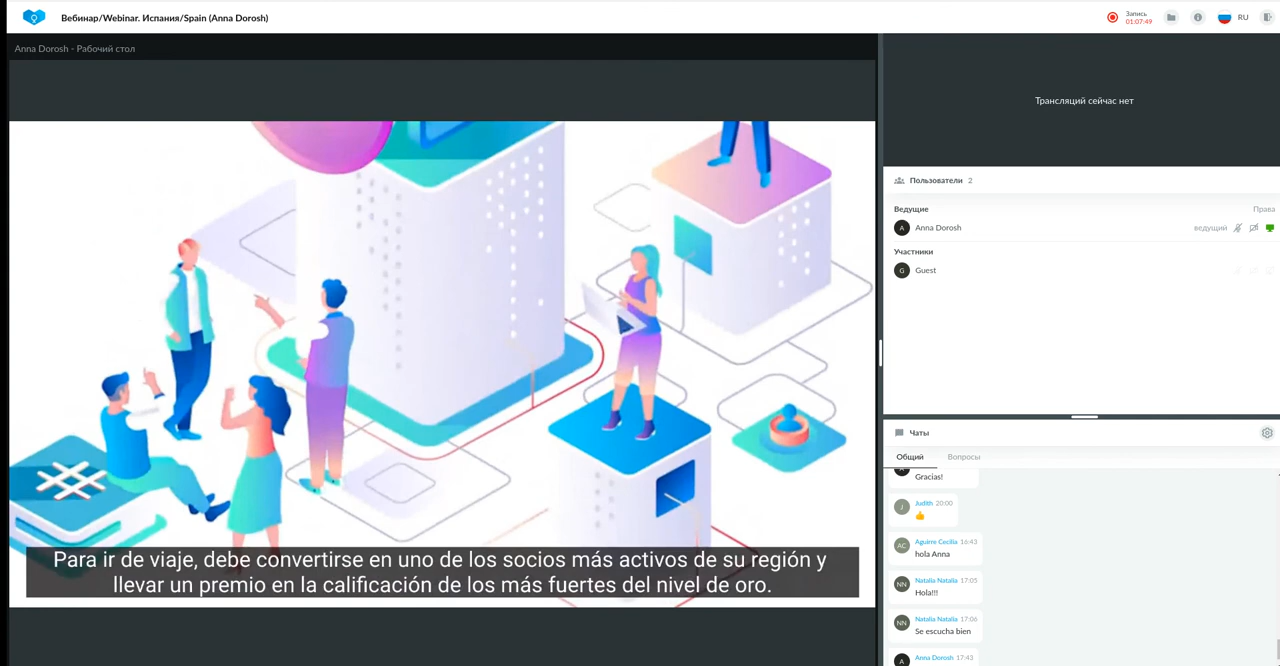 Вебинар/Webinar. Испания/Spain (Anna Dorosh)
Запись
01:07:49
RU
Anna Dorosh - Рабочий стол
Трансляций сейчас нет
Пользователи 2
Ведущие
Права
A
Anna Dorosh
ведущий
Участники
G
Guest
Para ir de viaje, debe convertirse en uno de los socios más activos de su región y
llevar un premio en la calificación de los más fuertes del nivel de oro.
Чаты
Общий
Вопросы
Gracias!
J
Judith 20:00
AC
Aguirre Cecilia 16:43
hola Anna
NN
Natalia Natalia 17:05
Hola!!!
NN
Natalia Natalia 17:06
Se escucha bien
A
Anna Dorosh 17:43